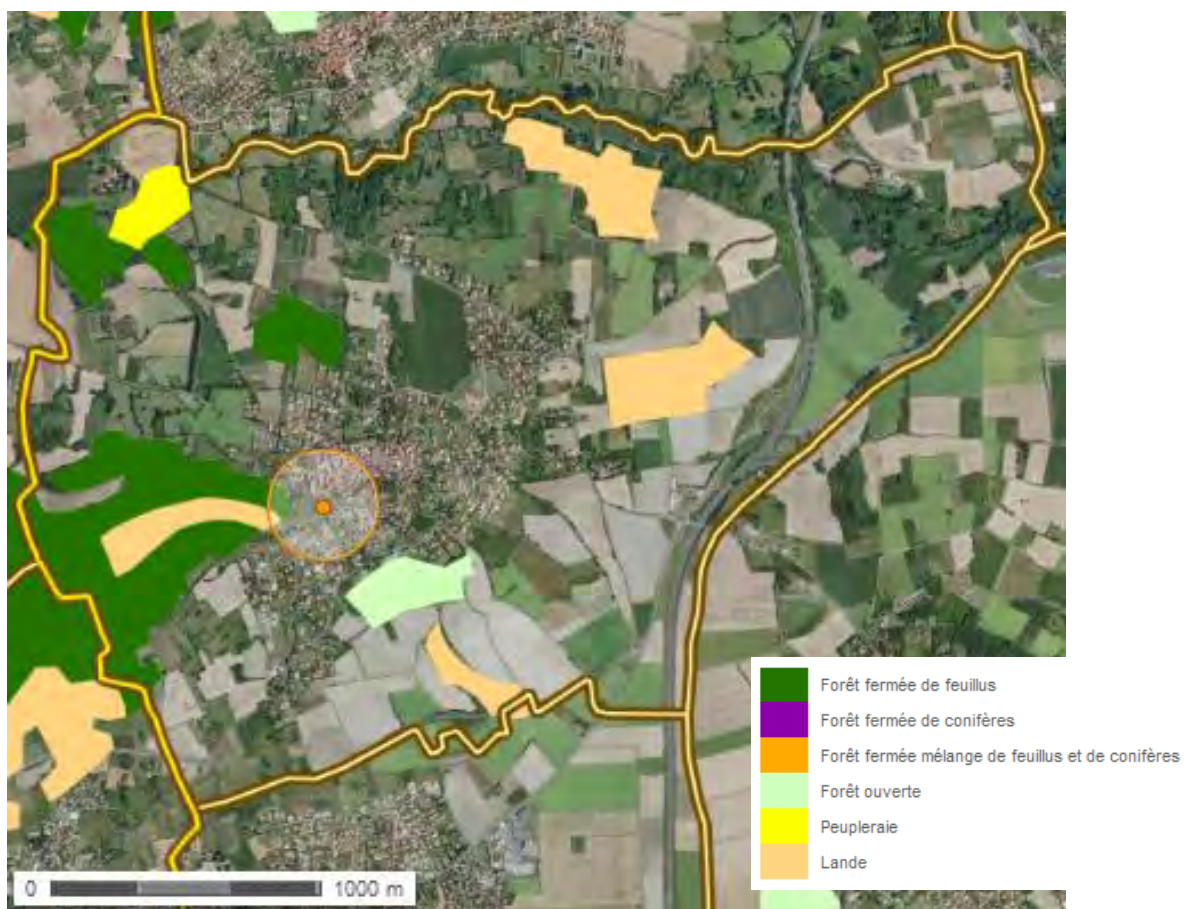 Forêt fermée de feuillus
Forêt fermée de conifères
Forêt fermée mélange de feuillus et de conifères
Forêt ouverte
Peupleraie
Lande
0 1000 m